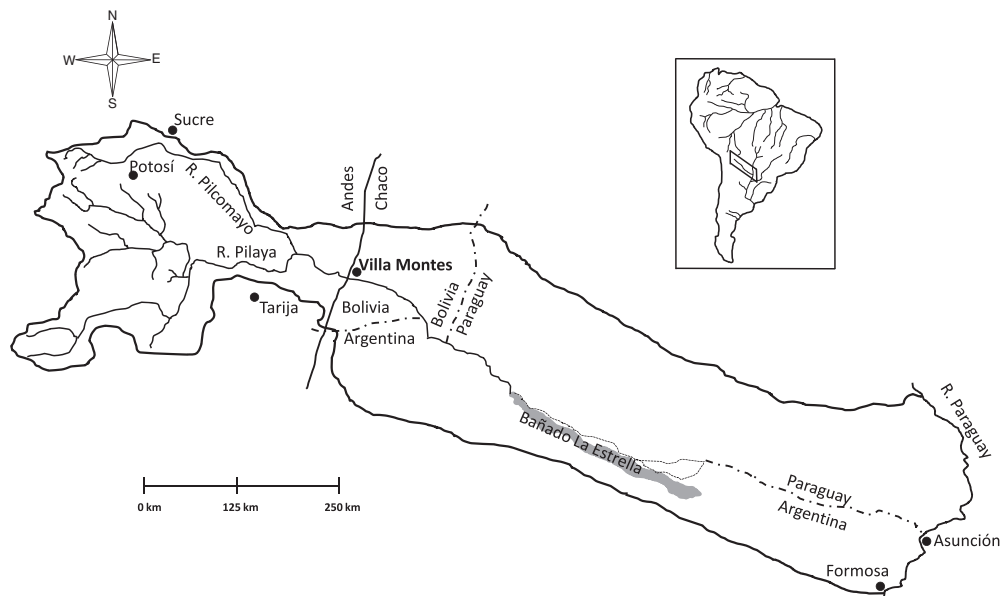 N
W
E
S
Sucre
Potosí
R. Pilcomayo
Andes
Chaco
R. Pilaya
Villa Montes
Tarija
Bolivia
Argentina
Bolivia
Paraguay
R. Paraguay
Bañado La Estrella
Paraguay
Argentina
0 km
125 km
250 km
Asunción
Formosa